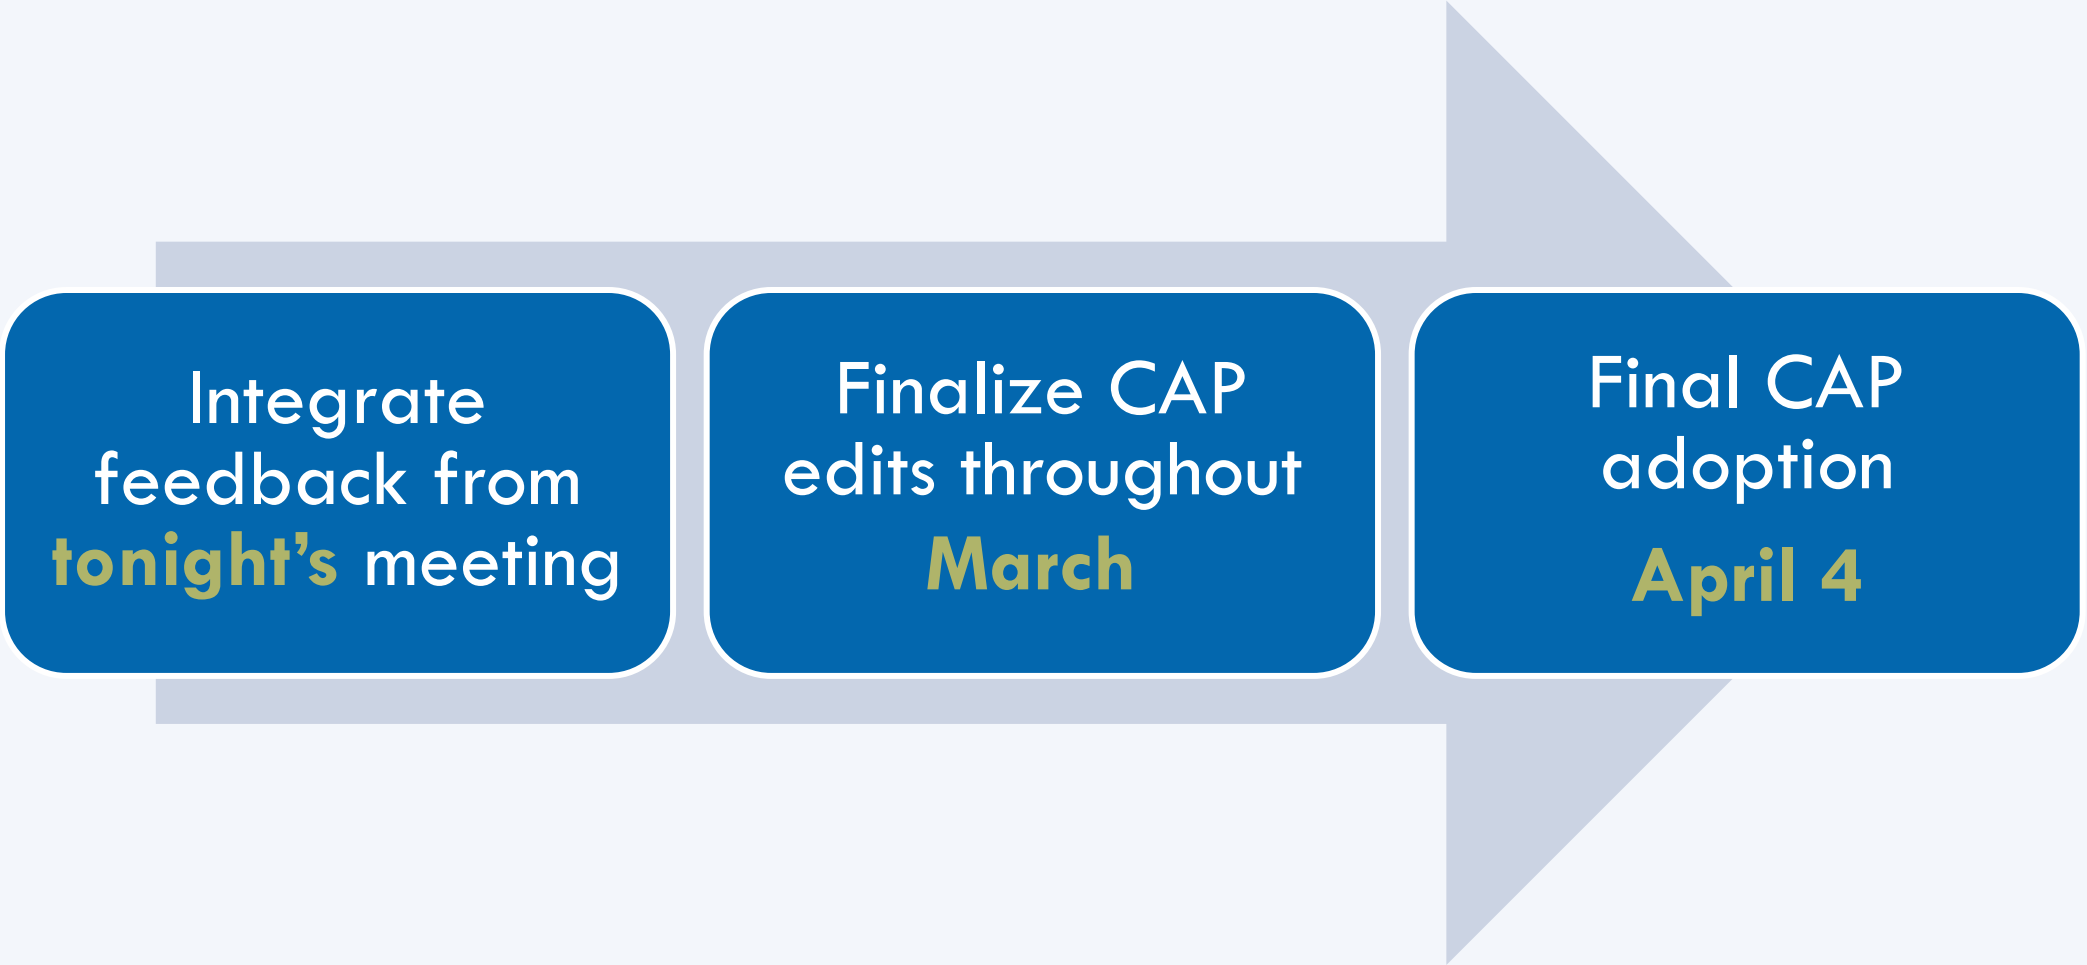 Integrate
feedback from
tonight’s meeting
Finalize CAP
edits throughout
March
Final CAP
adoption
April 4